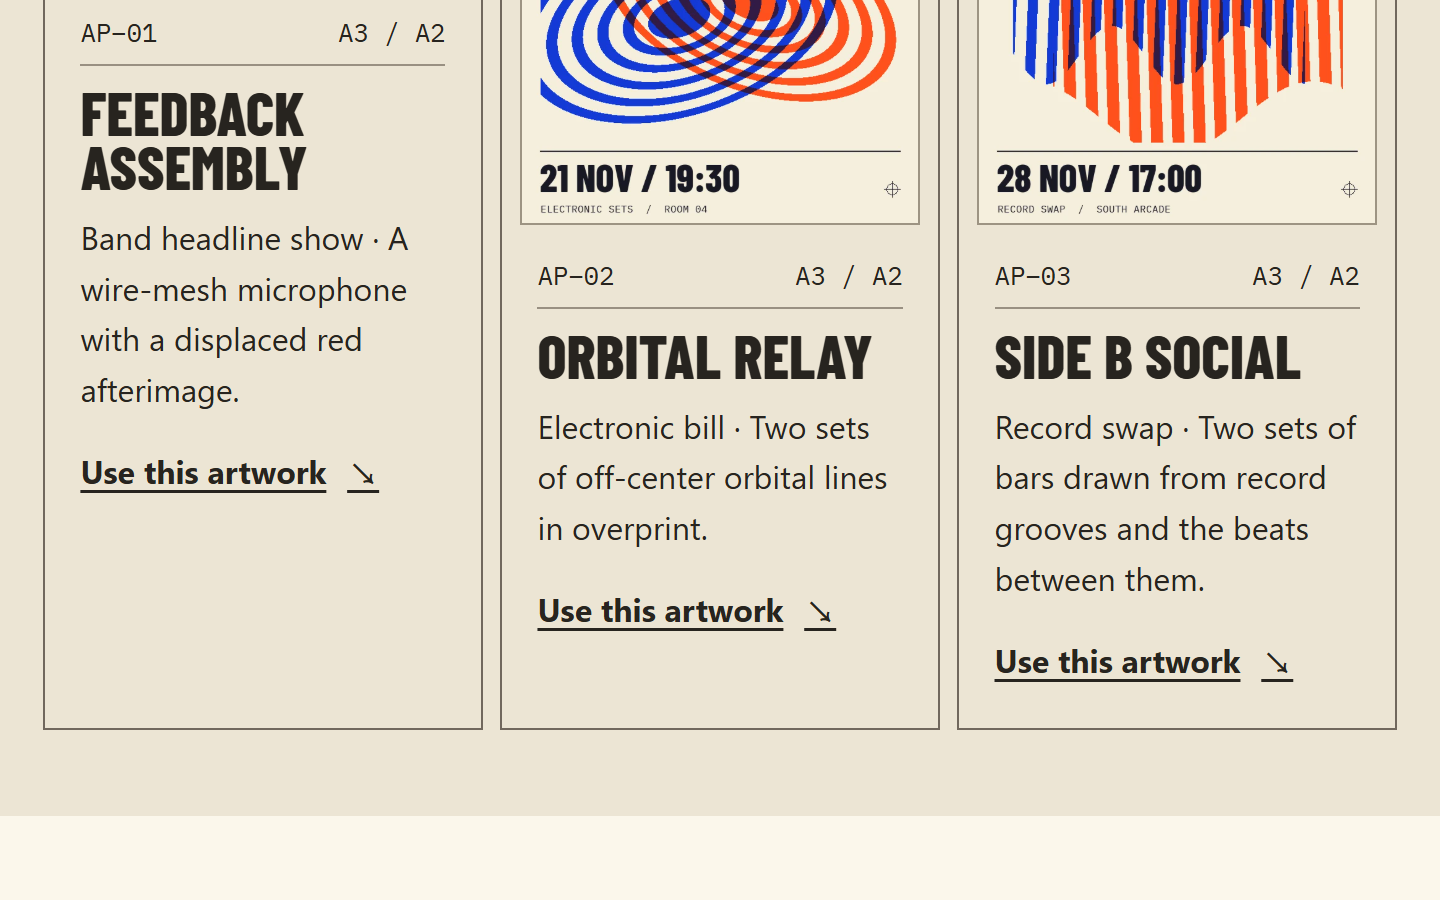 AP–01 A3 / A2
FEEDBACK
ASSEMBLY
Band headline show · A
wire-mesh microphone
with a displaced red
afterimage.
Use this artwork ↘
21 NOV / 19:30
ELECTRONIC SETS / ROOM 04
AP–02 A3 / A2
ORBITAL RELAY
Electronic bill · Two sets
of off-center orbital lines
in overprint.
Use this artwork ↘
28 NOV / 17:00
RECORD SWAP / SOUTH ARCADE
AP–03 A3 / A2
SIDE B SOCIAL
Record swap · Two sets of
bars drawn from record
grooves and the beats
between them.
Use this artwork ↘